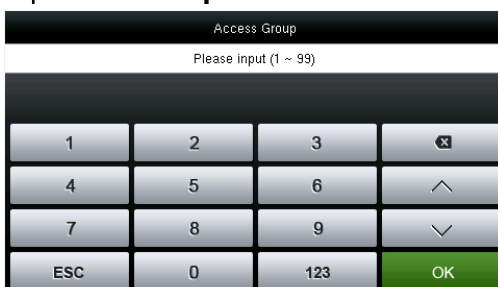 Access Group
Please input (1 ~ 99)
1 2 3
4 5 6
7 8 9
ESC 0 123 OK